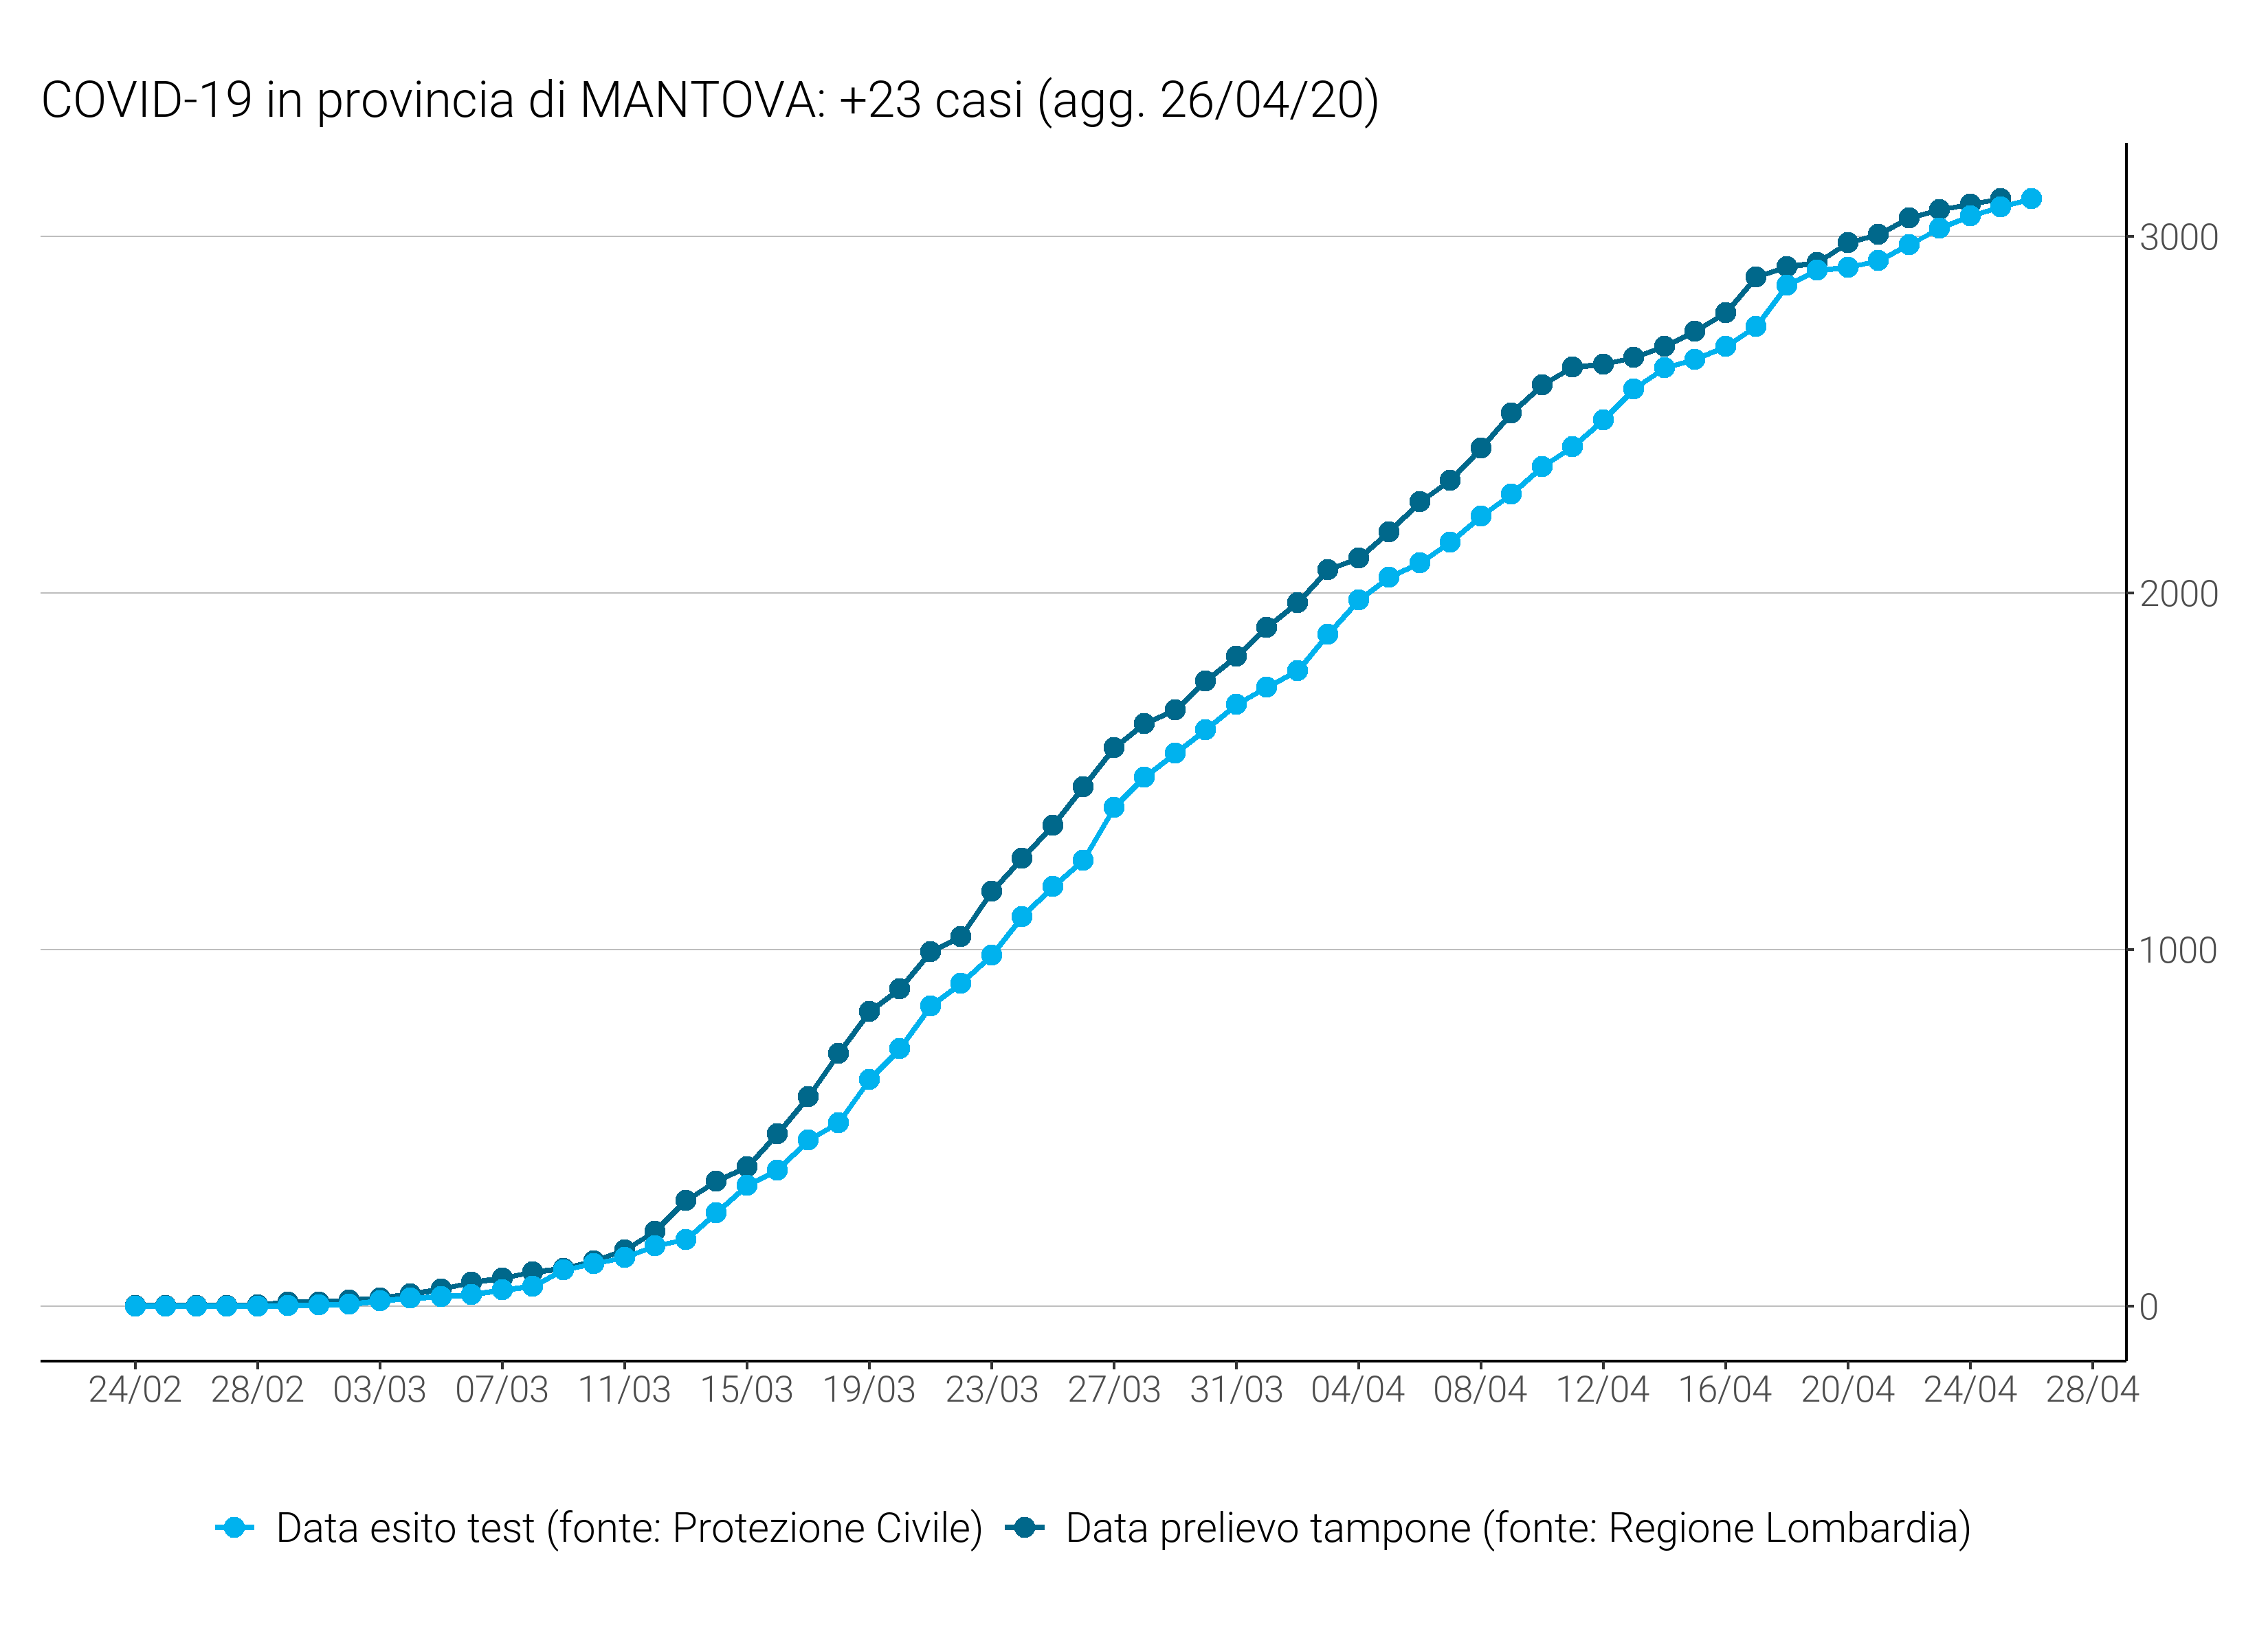 COVID-19 in provincia di MANTOVA: +23 casi (agg. 26/04/20)
3000
2000
1000
0
24/02 28/02 03/03 07/03 11/03 15/03 19/03 23/03 27/03 31/03 04/04 08/04 12/04 16/04 20/04 24/04 28/04
Data esito test (fonte: Protezione Civile) Data prelievo tampone (fonte: Regione Lombardia)